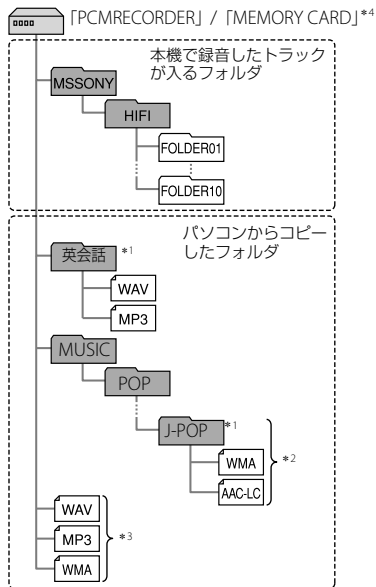 「PCMRECORDER」/「MEMORY CARD」*4
本機で録音したトラック
が入るフォルダ
MSSONY
HIFI
FOLDER01
FOLDER10
パソコンからコピー
したフォルダ
英会話 *1
WAV
MP3
MUSIC
POP
J-POP *1
WMA
*2
AAC-LC
WAV
MP3
*3
WMA